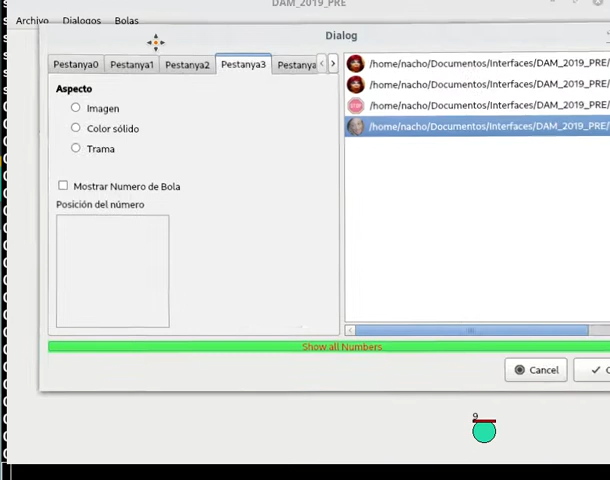 DAM_2019_PRE
Archivo Dialogos Bolas
Dialog
Pestanya0 Pestanya1 Pestanya2 Pestanya3 Pestanya
Aspecto
Imagen
Color sólido
Trama
Mostrar Numero de Bola
Posición del número
/home/nacho/Documentos/Interfaces/DAM_2019_PRE/
/home/nacho/Documentos/Interfaces/DAM_2019_PRE/
STOP /home/nacho/Documentos/Interfaces/DAM_2019_PRE/
/home/nacho/Documentos/Interfaces/DAM_2019_PRE/
Show all Numbers
Cancel
9